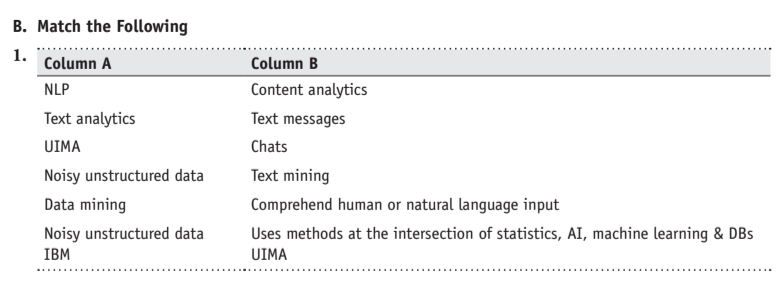 B. Match the Following
1.
Column A Column B
NLP Content analytics
Text analytics Text messages
UIMA Chats
Noisy unstructured data Text mining
Data mining Comprehend human or natural language input
Noisy unstructured data Uses methods at the intersection of statistics, AI, machine learning & DBs
IBM UIMA